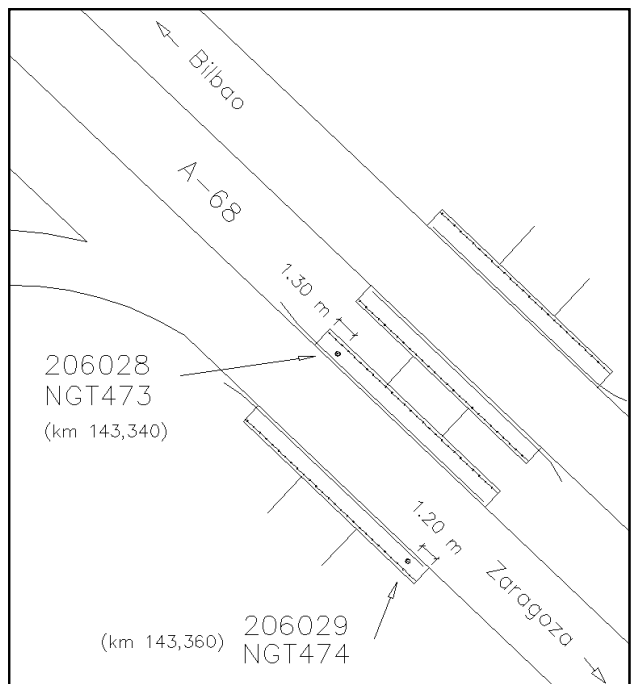 Bilbao
A-68
1.30 m
206028
NGT473
(km 143,340)
1.20 m
Zaragoza
(km 143,360)
206029
NGT474